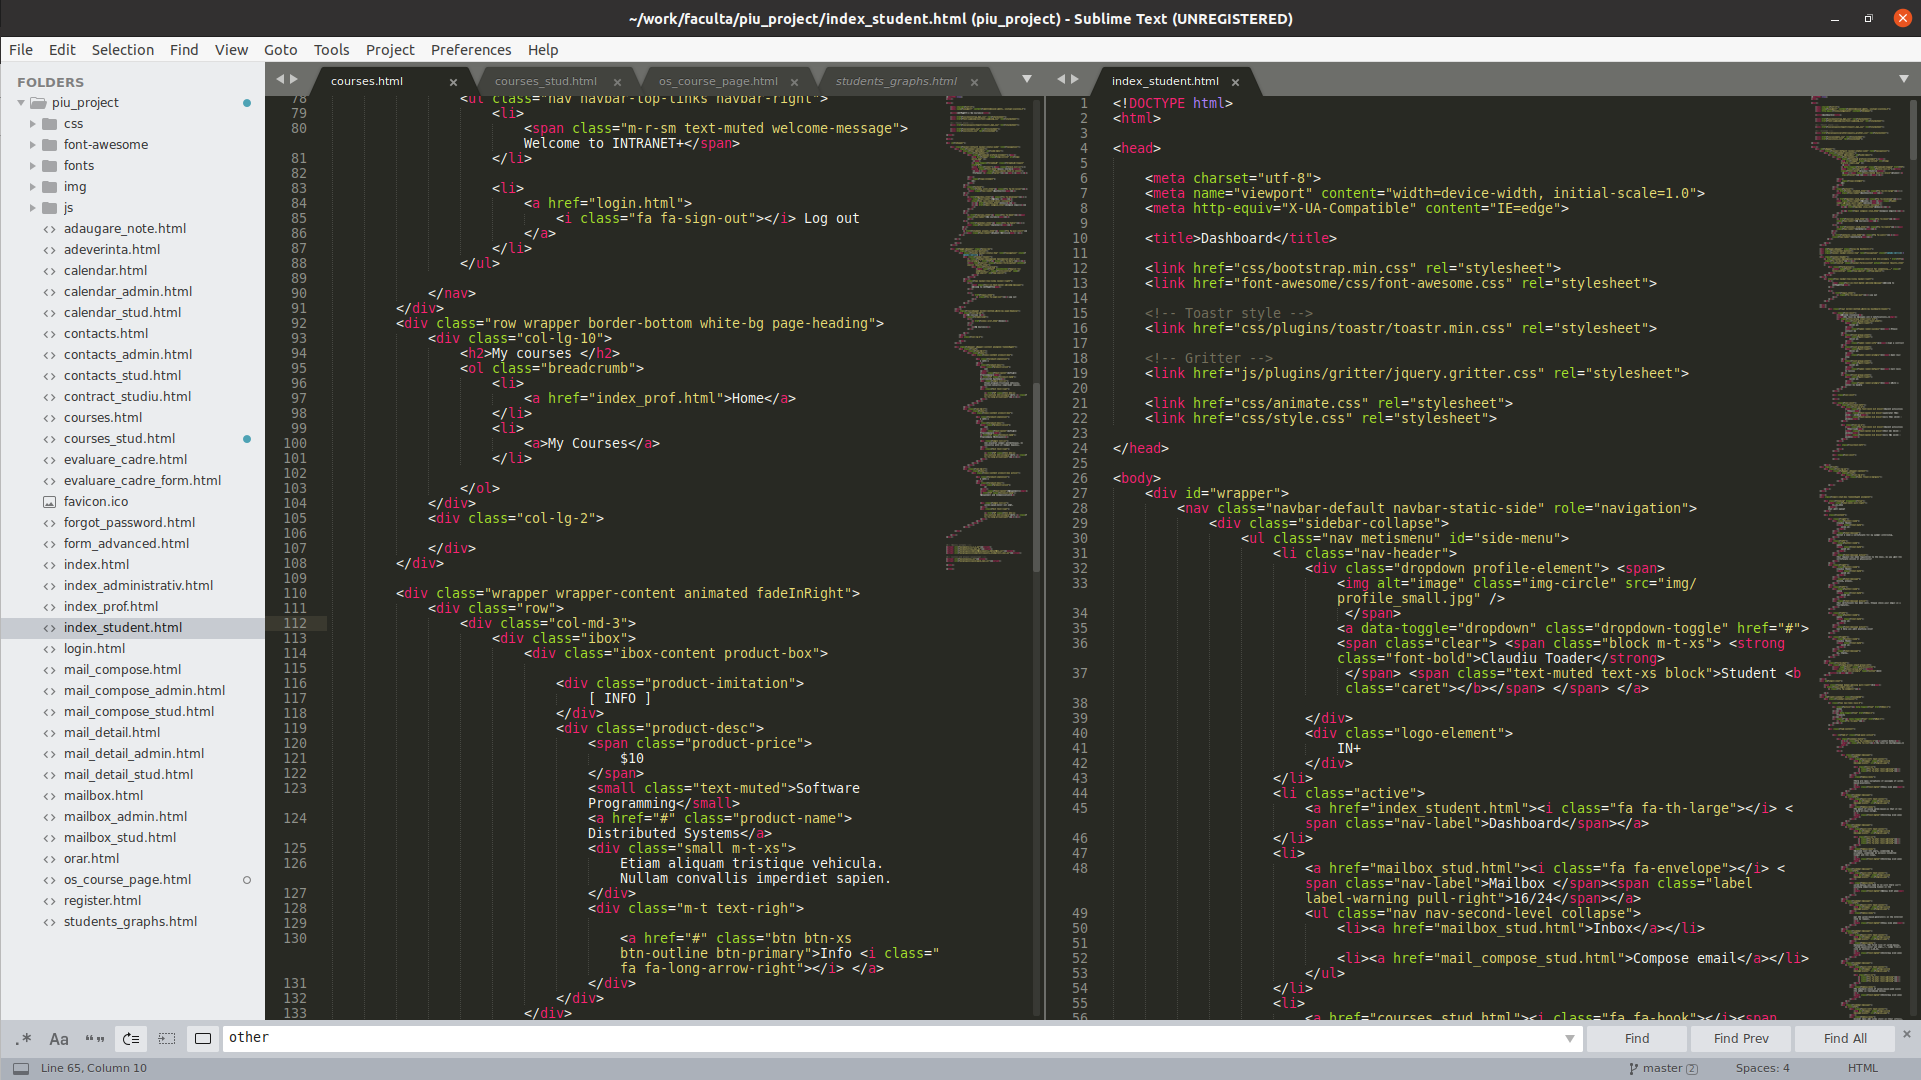 ~/work/faculta/piu_project/index_student.html (piu_project) - Sublime Text (UNREGISTERED)
File Edit Selection Find View Goto Tools Project Preferences Help
FOLDERS
piu_project
css
font-awesome
fonts
img
js
adaugare_note.html
adeverinta.html
calendar.html
calendar_admin.html
calendar_stud.html
contacts.html
contacts_admin.html
contacts_stud.html
contract_studiu.html
courses.html
courses_stud.html
evaluare_cadre.html
evaluare_cadre_form.html
favicon.ico
forgot_password.html
form_advanced.html
index.html
index_administrativ.html
index_prof.html
index_student.html
login.html
mail_compose.html
mail_compose_admin.html
mail_compose_stud.html
mail_detail.html
mail_detail_admin.html
mail_detail_stud.html
mailbox.html
mailbox_admin.html
mailbox_stud.html
orar.html
os_course_page.html
register.html
students_graphs.html
courses.html courses_stud.html os_course_page.html students_graphs.html
78 <ul class="nav navbar-top-links navbar-right">
79 <li>
80 <span class="m-r-sm text-muted welcome-message">
Welcome to INTRANET+</span>
81 </li>
82
83 <li>
84 <a href="login.html">
85 <i class="fa fa-sign-out"></i> Log out
86 </a>
87 </li>
88 </ul>
89
90 </nav>
91 </div>
92 <div class="row wrapper border-bottom white-bg page-heading">
93 <div class="col-lg-10">
94 <h2>My courses </h2>
95 <ol class="breadcrumb">
96 <li>
97 <a href="index_prof.html">Home</a>
98 </li>
99 <li>
100 <a>My Courses</a>
101 </li>
102
103 </ol>
104 </div>
105 <div class="col-lg-2">
106
107 </div>
108 </div>
109
110 <div class="wrapper wrapper-content animated fadeInRight">
111 <div class="row">
112 <div class="col-md-3">
113 <div class="ibox">
114 <div class="ibox-content product-box">
115
116 <div class="product-imitation">
117 [ INFO ]
118 </div>
119 <div class="product-desc">
120 <span class="product-price">
121 $10
122 </span>
123 <small class="text-muted">Software
Programming</small>
124 <a href="#" class="product-name">
Distributed Systems</a>
125 <div class="small m-t-xs">
126 Etiam aliquam tristique vehicula.
Nullam convallis imperdiet sapien.
127 </div>
128 <div class="m-t text-righ">
129
130 <a href="#" class="btn btn-xs
btn-outline btn-primary">Info <i class="
fa fa-long-arrow-right"></i> </a>
131 </div>
132 </div>
133 </div>
index_student.html
1 <!DOCTYPE html>
2 <html>
3
4 <head>
5
6 <meta charset="utf-8">
7 <meta name="viewport" content="width=device-width, initial-scale=1.0">
8 <meta http-equiv="X-UA-Compatible" content="IE=edge">
9
10 <title>Dashboard</title>
11
12 <link href="css/bootstrap.min.css" rel="stylesheet">
13 <link href="font-awesome/css/font-awesome.css" rel="stylesheet">
14
15 <!-- Toastr style -->
16 <link href="css/plugins/toastr/toastr.min.css" rel="stylesheet">
17
18 <!-- Gritter -->
19 <link href="js/plugins/gritter/jquery.gritter.css" rel="stylesheet">
20
21 <link href="css/animate.css" rel="stylesheet">
22 <link href="css/style.css" rel="stylesheet">
23
24 </head>
25
26 <body>
27 <div id="wrapper">
28 <nav class="navbar-default navbar-static-side" role="navigation">
29 <div class="sidebar-collapse">
30 <ul class="nav metismenu" id="side-menu">
31 <li class="nav-header">
32 <div class="dropdown profile-element"> <span>
33 <img alt="image" class="img-circle" src="img/
profile_small.jpg" />
34 </span>
35 <a data-toggle="dropdown" class="dropdown-toggle" href="#">
36 <span class="clear"> <span class="block m-t-xs"> <strong
class="font-bold">Claudiu Toader</strong>
37 </span> <span class="text-muted text-xs block">Student <b
class="caret"></b></span> </span> </a>
38
39 </div>
40 <div class="logo-element">
41 IN+
42 </div>
43 </li>
44 <li class="active">
45 <a href="index_student.html"><i class="fa fa-th-large"></i> <
span class="nav-label">Dashboard</span></a>
46 </li>
47 <li>
48 <a href="mailbox_stud.html"><i class="fa fa-envelope"></i> <
span class="nav-label">Mailbox </span><span class="label
label-warning pull-right">16/24</span></a>
49 <ul class="nav nav-second-level collapse">
50 <li><a href="mailbox_stud.html">Inbox</a></li>
51
52 <li><a href="mail_compose_stud.html">Compose email</a></li>
53 </ul>
54 </li>
55 <li>
56 <a href="courses_stud.html"><i class="fa fa-book"></i><span
.* Aa “” other Find Find Prev Find All
Line 65, Column 10 master 2 Spaces: 4 HTML